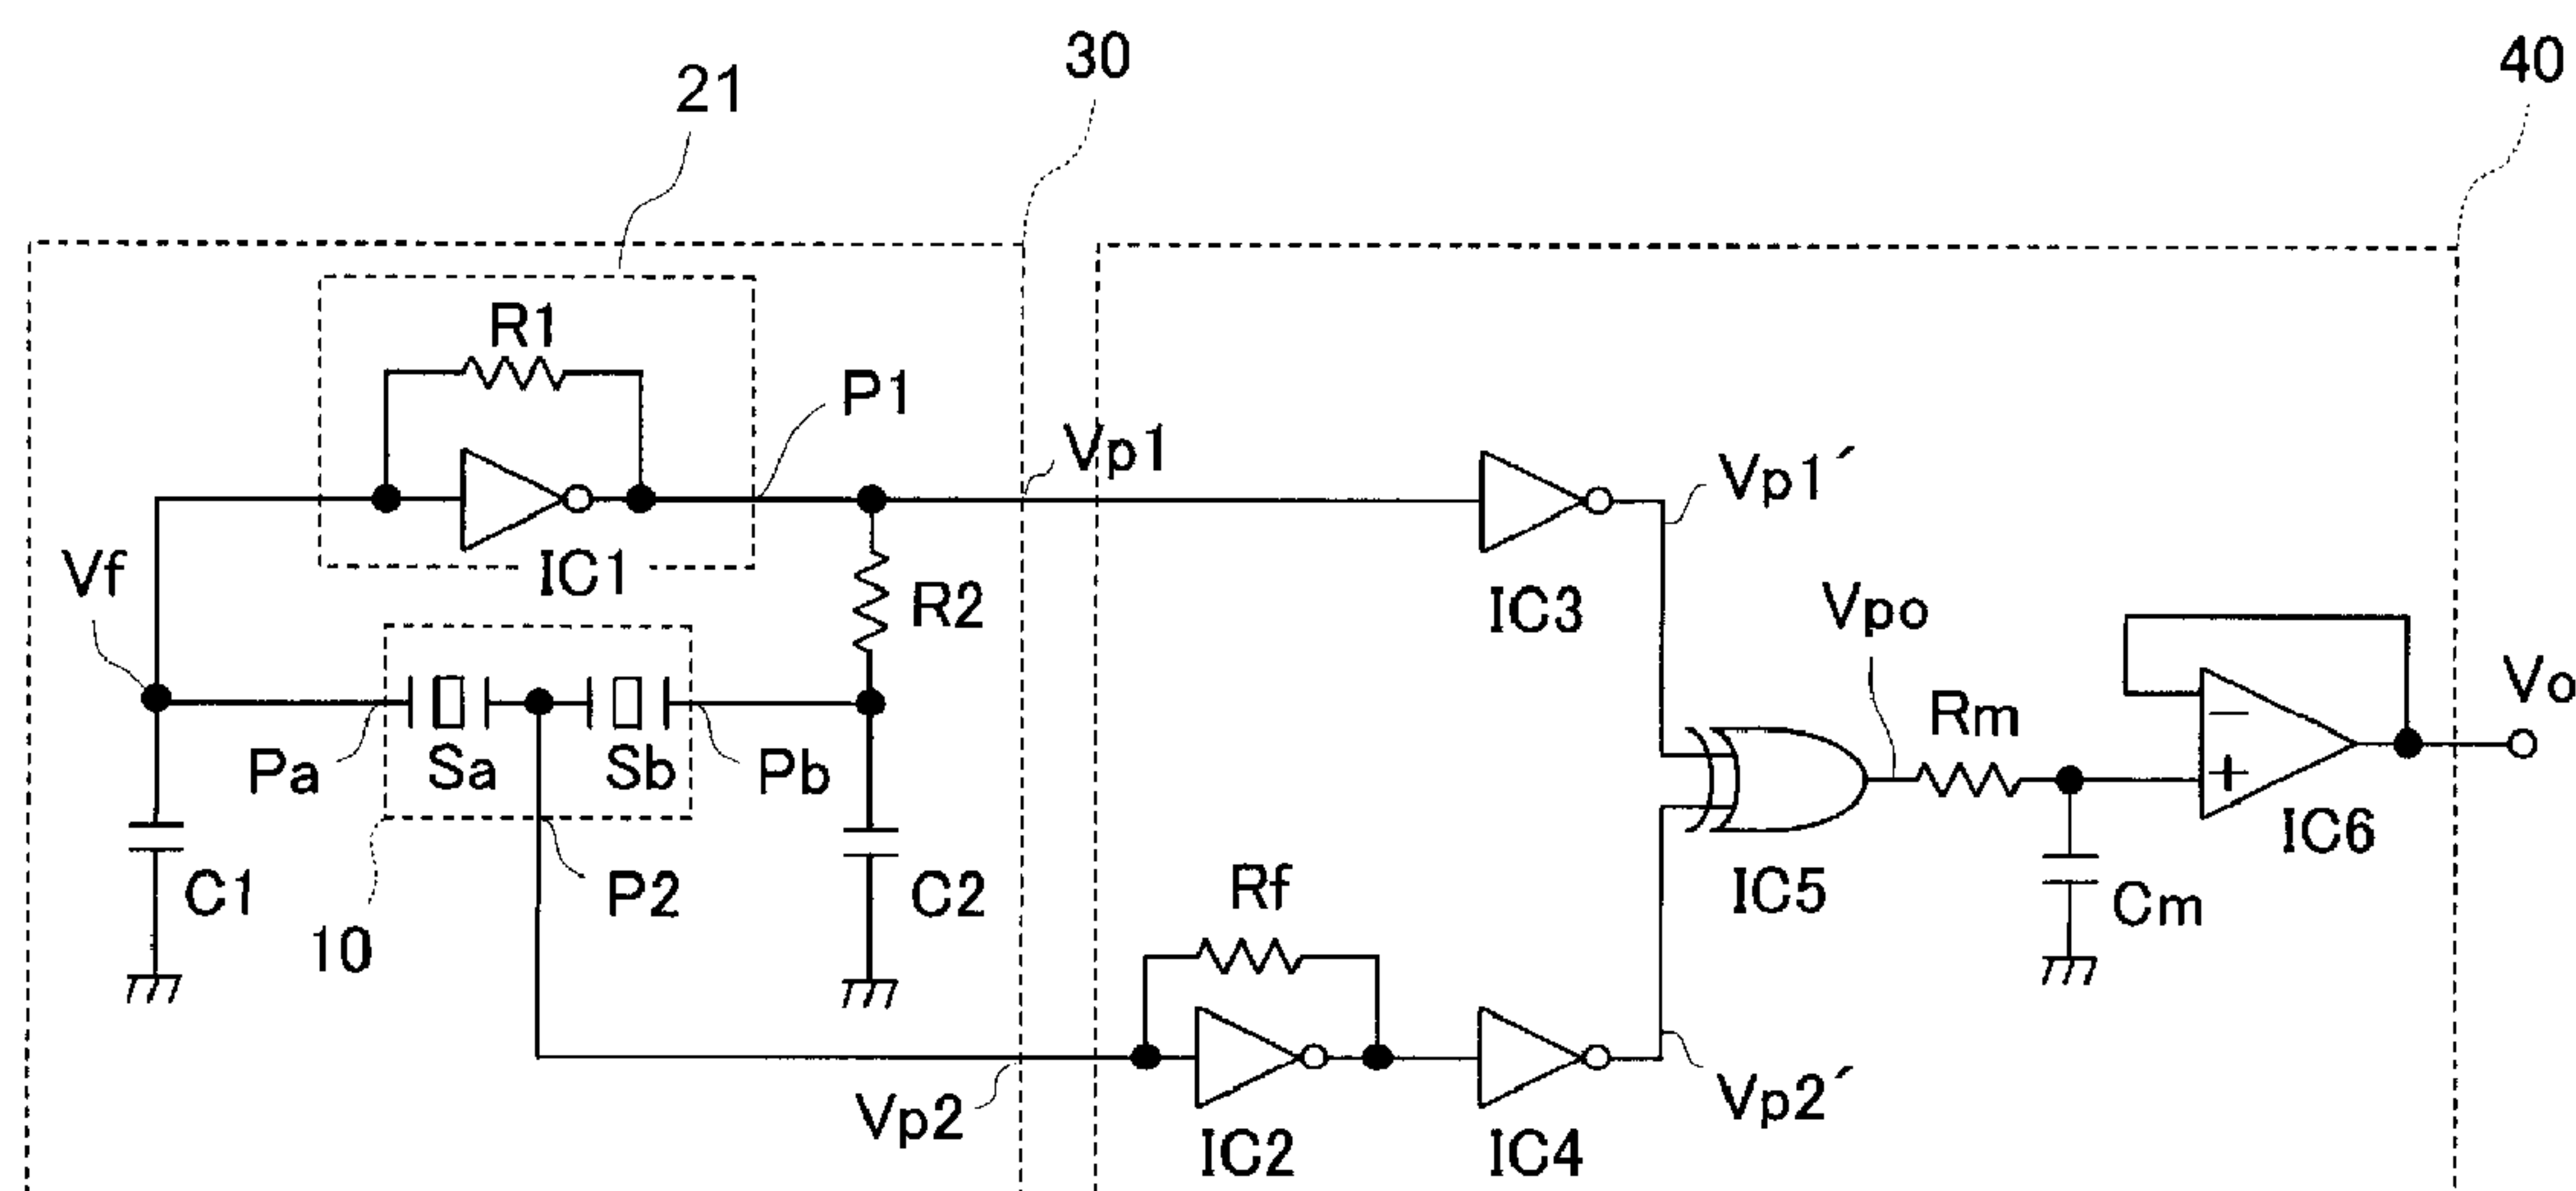 30
40
21
R1
P1
Vp1
Vp1´
Vf
IC1
R2
IC3
Vpo
Rm
−
+
Vo
Pa
Sa
Sb
Pb
IC6
C1
P2
C2
Rf
IC5
Cm
10
Vp2
Vp2´
IC2
IC4